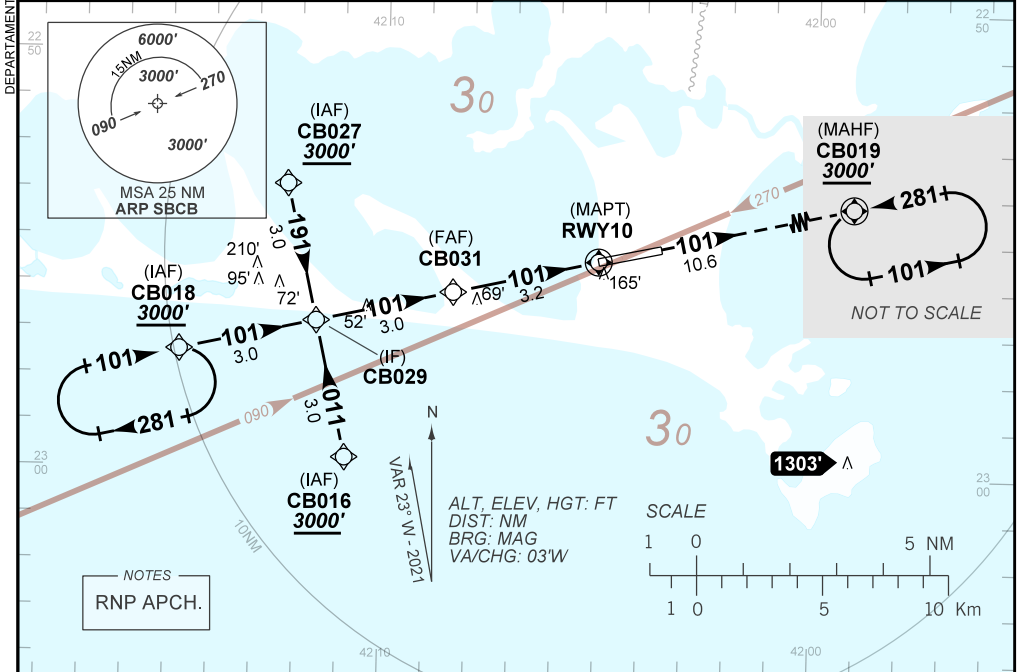 DEPARTAMENT
42 10
42 00
22
50
22
50
6000'
15NM
3000'
270
090
3000'
MSA 25 NM
ARP SBCB
30
(IAF)
CB027
3000'
191
3.0
210'
95'
72'
(IAF)
CB018
3000'
101
3.0
101
281
52'
101
3.0
(FAF)
CB031
69'
101
3.2
(MAPT)
RWY10
165'
101
10.6
270
(MAHF)
CB019
3000'
281
101
NOT TO SCALE
(IF)
CB029
011
3.0
090
(IAF)
CB016
3000'
30
1303'
23
00
23
00
10NM
N
VAR 23° W - 2021
ALT, ELEV, HGT: FT
DIST: NM
BRG: MAG
VA/CHG: 03'W
SCALE
1 0 5 NM
1 0 5 10 Km
NOTES
RNP APCH.
42 10
42 00